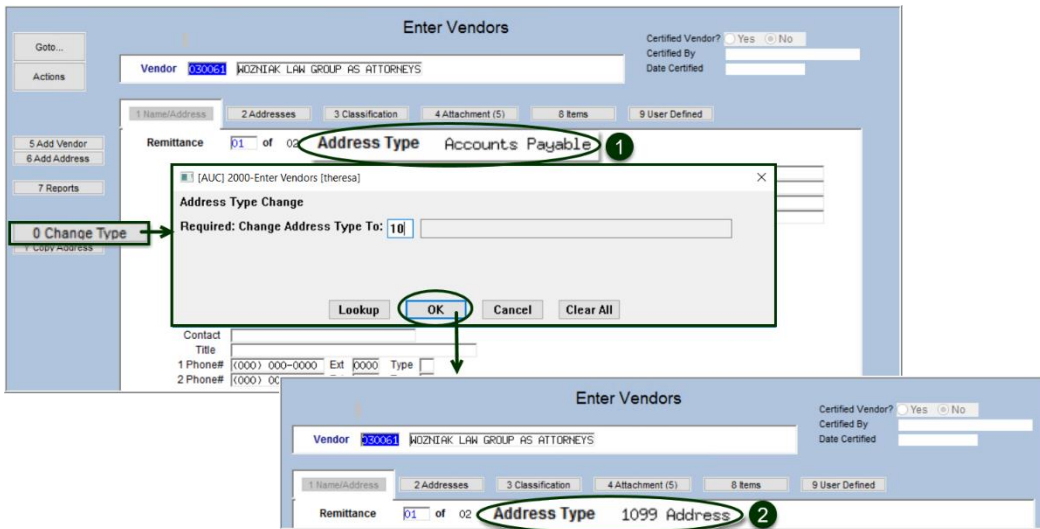 Enter Vendors
Goto...
Actions
Certified Vendor? Yes No
Certified By
Date Certified
Vendor 030061 WOZNIAK LAW GROUP AS ATTORNEYS
1 Name/Address 2 Addresses 3 Classification 4 Attachment (5) 8 Items 9 User Defined
5 Add Vendor
6 Add Address
7 Reports
0 Change Type
1 Copy Address
Remittance 01 of 02 Address Type Accounts Payable 1
[AUC] 2000-Enter Vendors [theresa]
Address Type Change
Required: Change Address Type To: 10
Lookup OK Cancel Clear All
Contact
Title
1 Phone# (000) 000-0000 Ext 0000 Type
2 Phone# (000) 00
Enter Vendors
Certified Vendor? Yes No
Certified By
Date Certified
Vendor 030061 WOZNIAK LAW GROUP AS ATTORNEYS
1 Name/Address 2 Addresses 3 Classification 4 Attachment (5) 8 Items 9 User Defined
Remittance 01 of 02 Address Type 1099 Address 2